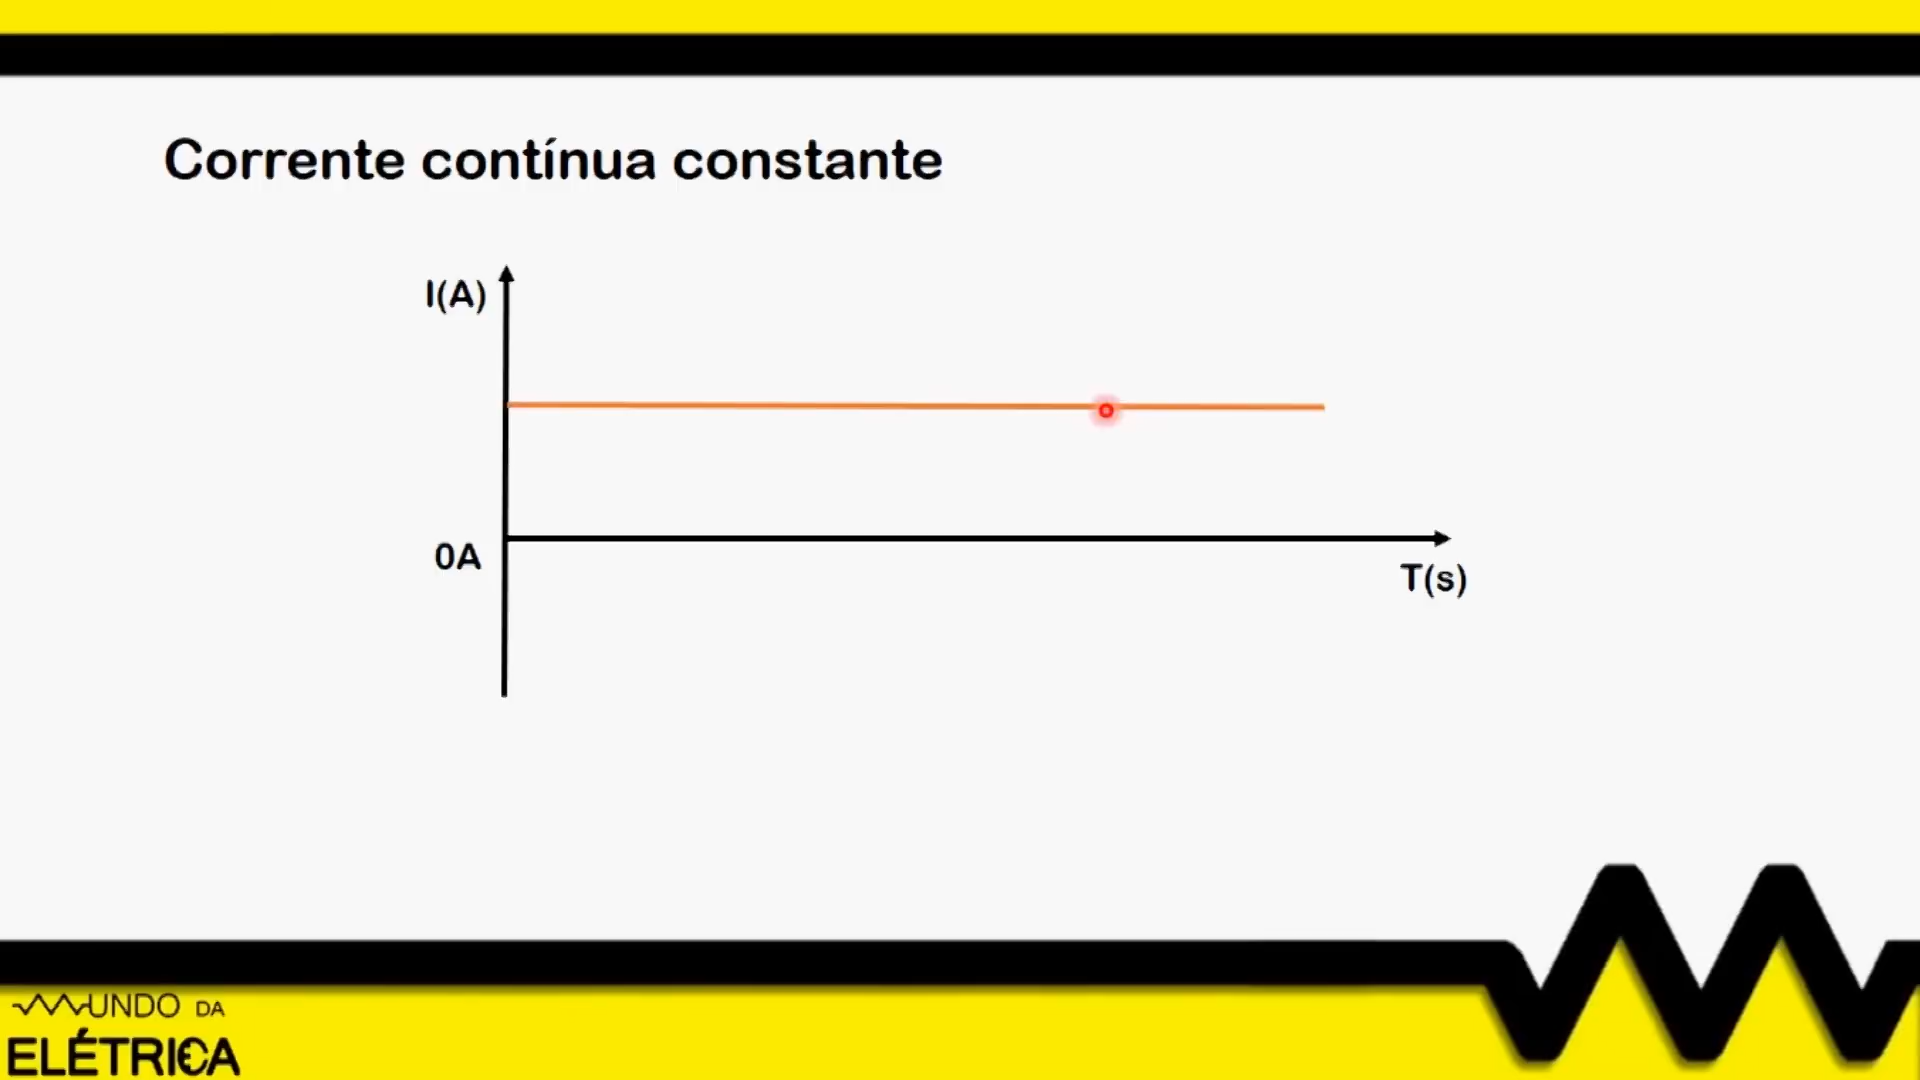 Corrente contínua constante
I(A)
0A
T(s)
MUNDO DA
ELÉTRICA